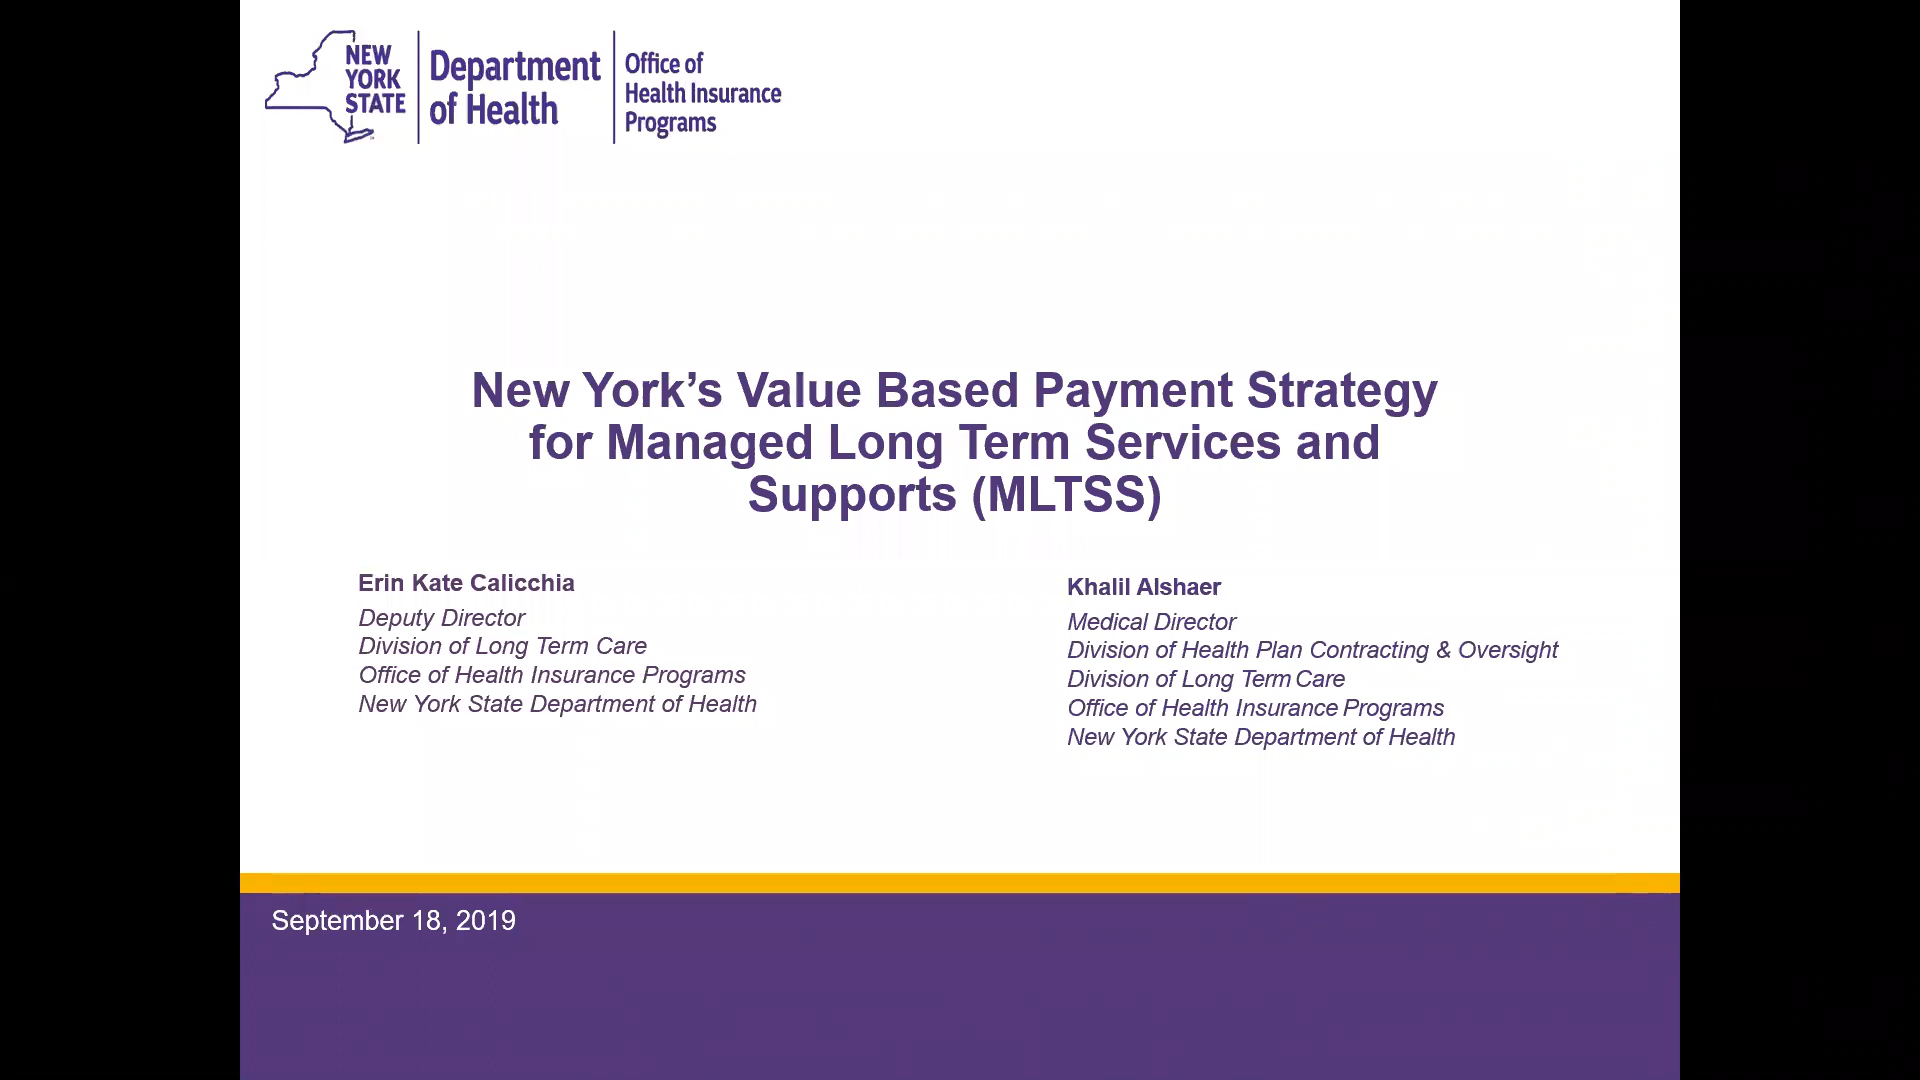 NEW
YORK
STATE
Department
of Health
Office of
Health Insurance
Programs
New York’s Value Based Payment Strategy
for Managed Long Term Services and
Supports (MLTSS)
Erin Kate Calicchia
Deputy Director
Division of Long Term Care
Office of Health Insurance Programs
New York State Department of Health
Khalil Alshaer
Medical Director
Division of Health Plan Contracting & Oversight
Division of Long Term Care
Office of Health Insurance Programs
New York State Department of Health
September 18, 2019